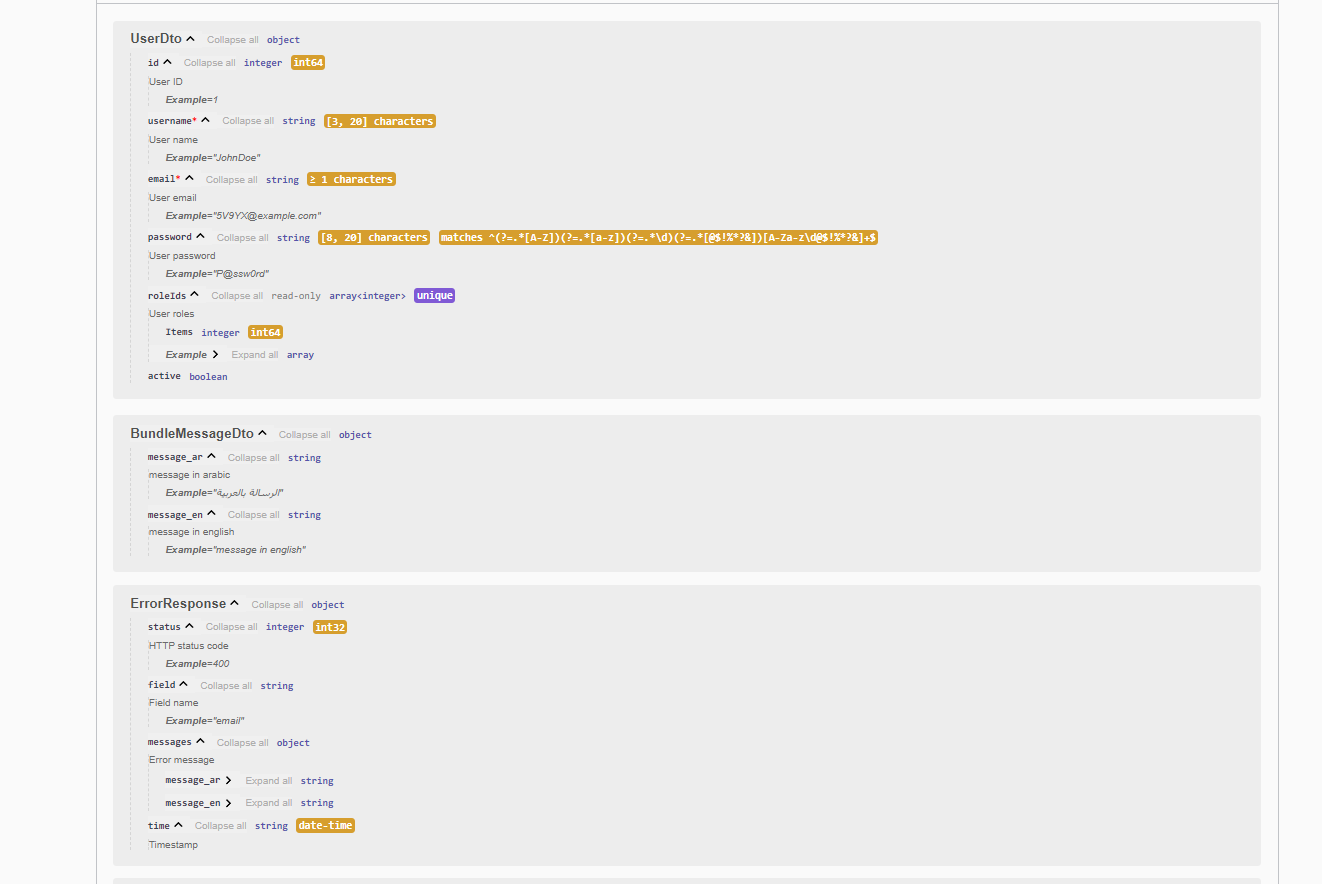 UserDto Collapse all object
id Collapse all integer int64
User ID
Example=1
username* Collapse all string [3, 20] characters
User name
Example="JohnDoe"
email* Collapse all string ≥ 1 characters
User email
Example="5V9YX@example.com"
password Collapse all string [8, 20] characters matches ^(?=.*[A-Z])(?=.*[a-z])(?=.*\d)(?=.*[@$!%*?&])[A-Za-z\d@$!%*?&]+$
User password
Example="P@ssw0rd"
roleIds Collapse all read-only array<integer> unique
User roles
Items integer int64
Example Expand all array
active boolean
BundleMessageDto Collapse all object
message_ar Collapse all string
message in arabic
Example="الرسالة بالعربية"
message_en Collapse all string
message in english
Example="message in english"
ErrorResponse Collapse all object
status Collapse all integer int32
HTTP status code
Example=400
field Collapse all string
Field name
Example="email"
messages Collapse all object
Error message
message_ar Expand all string
message_en Expand all string
time Collapse all string date-time
Timestamp